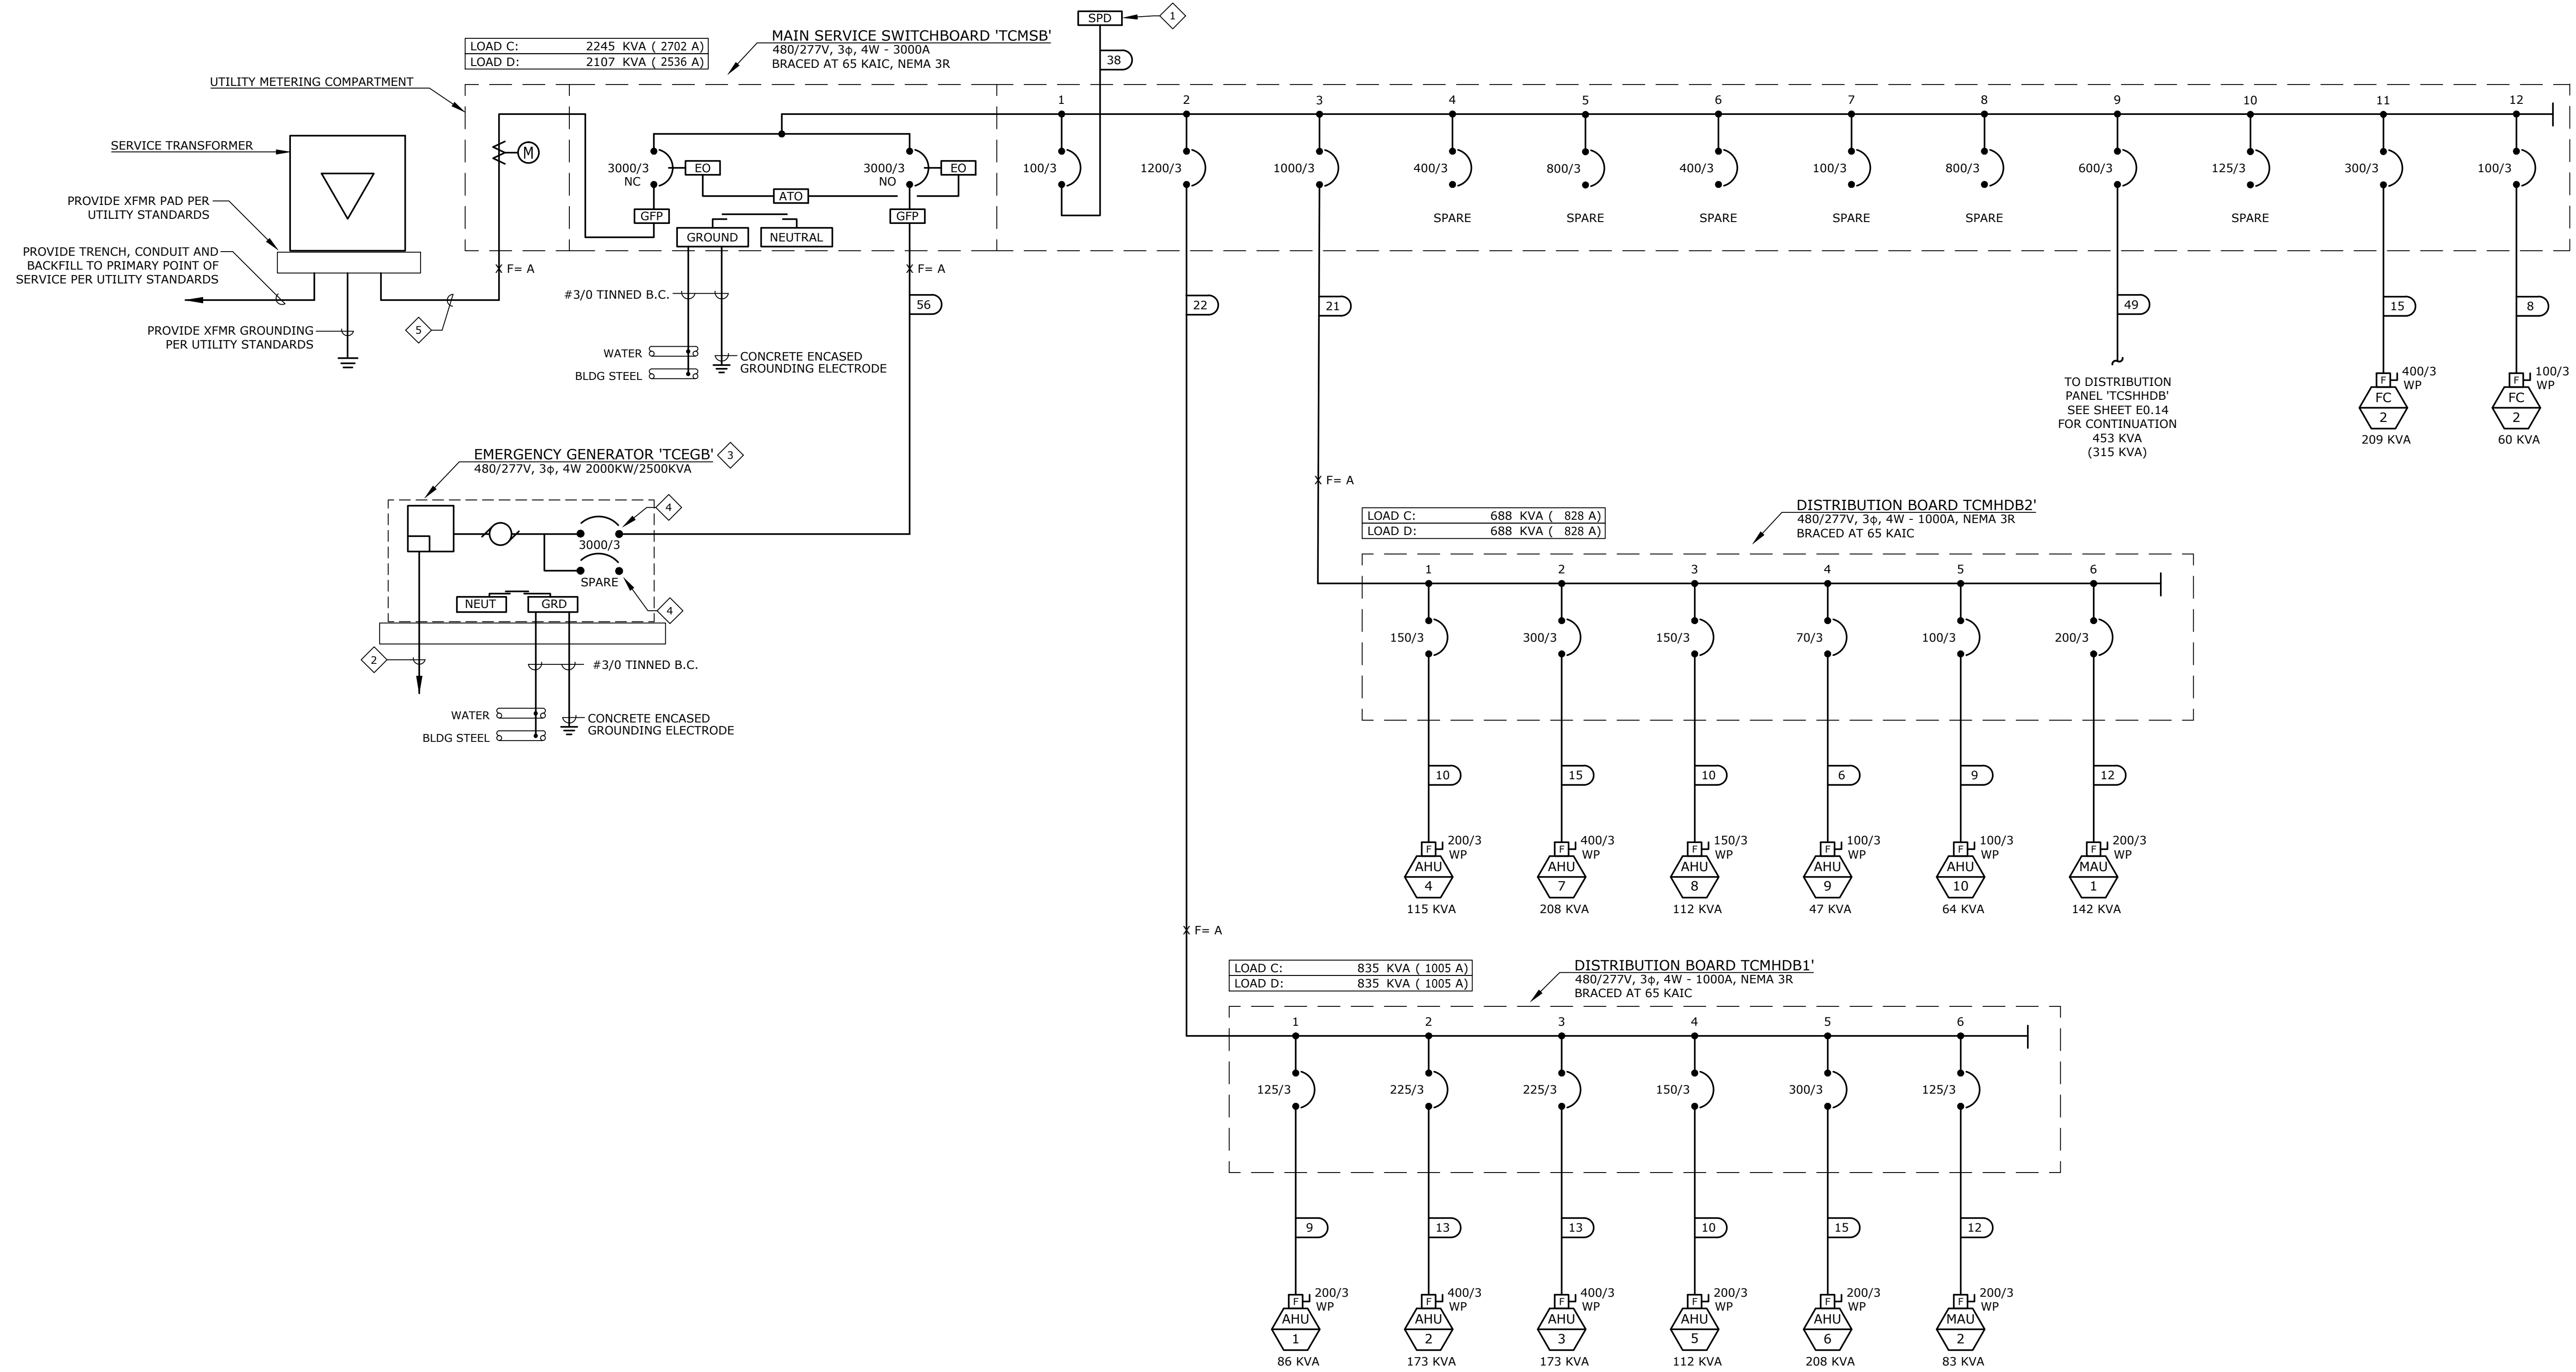 SPD
1
38
LOAD C: 2245 KVA ( 2702 A)
LOAD D: 2107 KVA ( 2536 A)
MAIN SERVICE SWITCHBOARD 'TCMSB'
480/277V, 3ϕ, 4W - 3000A
BRACED AT 65 KAIC, NEMA 3R
UTILITY METERING COMPARTMENT
SERVICE TRANSFORMER
PROVIDE XFMR PAD PER
UTILITY STANDARDS
PROVIDE TRENCH, CONDUIT AND
BACKFILL TO PRIMARY POINT OF
SERVICE PER UTILITY STANDARDS
PROVIDE XFMR GROUNDING
PER UTILITY STANDARDS
5
M
X F= A
3000/3
NC
EO
ATO
3000/3
NO
EO
GFP
GFP
GROUND
NEUTRAL
X F= A
56
#3/0 TINNED B.C.
WATER
BLDG STEEL
CONCRETE ENCASED
GROUNDING ELECTRODE
1 2 3 4 5 6 7 8 9 10 11 12
100/3 1200/3 1000/3 400/3 800/3 400/3 100/3 800/3 600/3 125/3 300/3 100/3
SPARE SPARE SPARE SPARE SPARE SPARE
22 21 49 15 8
TO DISTRIBUTION
PANEL 'TCSHHDB'
SEE SHEET E0.14
FOR CONTINUATION
453 KVA
(315 KVA)
400/3
WP
F
FC
2
209 KVA
100/3
WP
F
FC
2
60 KVA
EMERGENCY GENERATOR 'TCEGB'
3
480/277V, 3ϕ, 4W 2000KW/2500KVA
4
3000/3
SPARE
4
NEUT
GRD
2
#3/0 TINNED B.C.
WATER
BLDG STEEL
CONCRETE ENCASED
GROUNDING ELECTRODE
X F= A
LOAD C: 688 KVA ( 828 A)
LOAD D: 688 KVA ( 828 A)
DISTRIBUTION BOARD TCMHDB2'
480/277V, 3ϕ, 4W - 1000A, NEMA 3R
BRACED AT 65 KAIC
1 2 3 4 5 6
150/3 300/3 150/3 70/3 100/3 200/3
10 15 10 6 9 12
200/3 400/3 150/3 100/3 100/3 200/3
F WP F WP F WP F WP F WP F WP
AHU AHU AHU AHU AHU MAU
4 7 8 9 10 1
115 KVA 208 KVA 112 KVA 47 KVA 64 KVA 142 KVA
X F= A
LOAD C: 835 KVA ( 1005 A)
LOAD D: 835 KVA ( 1005 A)
DISTRIBUTION BOARD TCMHDB1'
480/277V, 3ϕ, 4W - 1000A, NEMA 3R
BRACED AT 65 KAIC
1 2 3 4 5 6
125/3 225/3 225/3 150/3 300/3 125/3
9 13 13 10 15 12
200/3 400/3 400/3 200/3 200/3 200/3
F WP F WP F WP F WP F WP F WP
AHU AHU AHU AHU AHU MAU
1 2 3 5 6 2
86 KVA 173 KVA 173 KVA 112 KVA 208 KVA 83 KVA